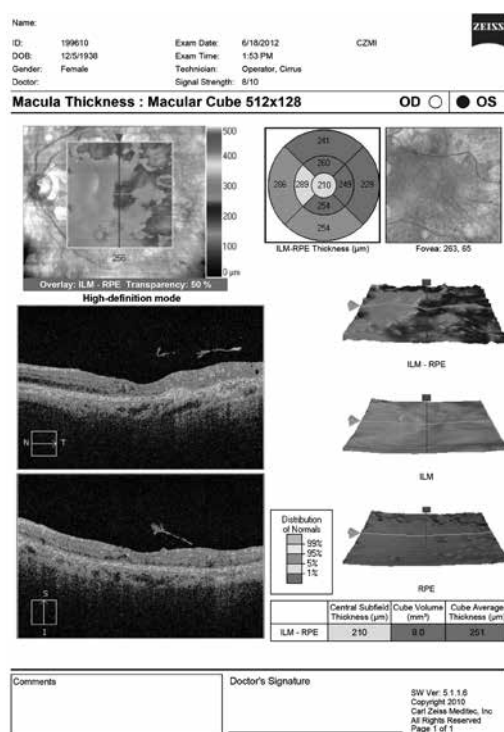 Name:
ZEISS
ID: 199610 Exam Date: 6/18/2012 CZMI
DOB: 12/5/1938 Exam Time: 1:53 PM
Gender: Female Technician: Operator, Cirrus
Doctor: Signal Strength: 8/10
Macula Thickness : Macular Cube 512x128 OD OS
500
400
300
200
100
0 µm
256
Overlay: ILM - RPE Transparency: 50 %
241
260
289 210 249 229
254
254
ILM-RPE Thickness (µm)
Fovea: 263, 65
High-definition mode
ILM - RPE
N T
ILM
S
I
Distribution
of Normals
99%
95%
5%
1%
RPE
Central Subfield Thickness (µm) Cube Volume (mm³) Cube Average Thickness (µm)
ILM - RPE 210 251
Comments
Doctor's Signature
SW Ver: 5.1.1.6
Copyright 2010
Carl Zeiss Meditec, Inc
All Rights Reserved
Page 1 of 1